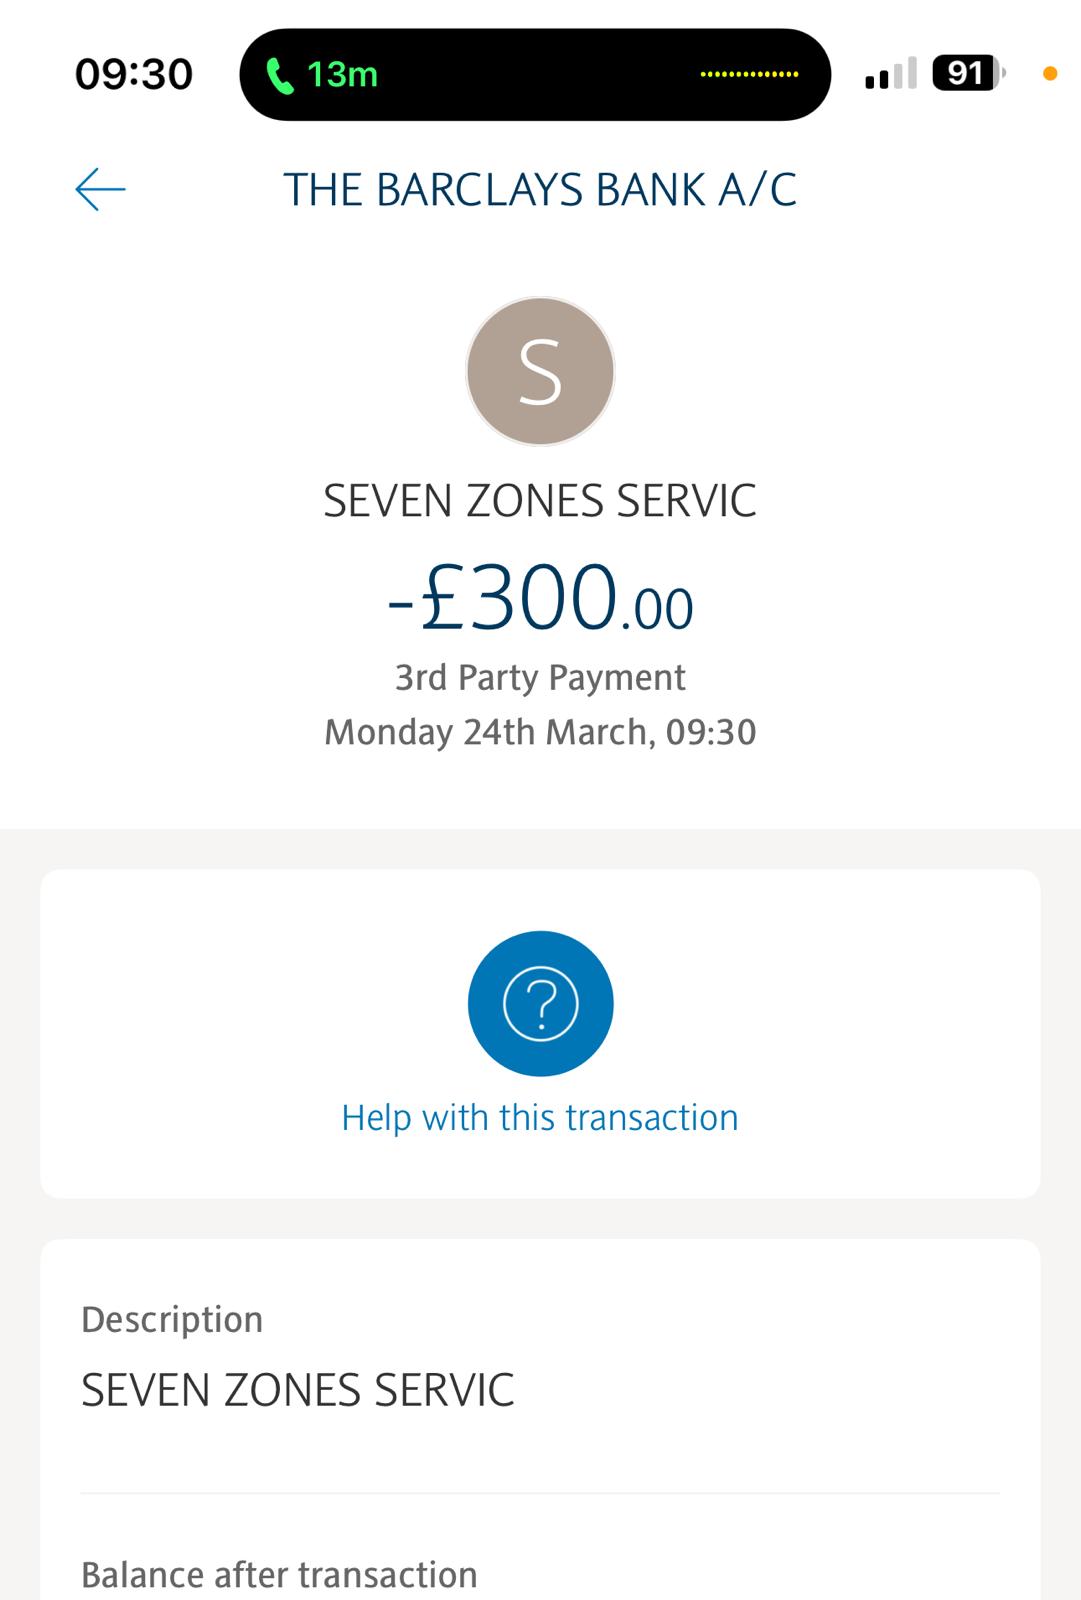 09:30 13m 91
THE BARCLAYS BANK A/C
S
SEVEN ZONES SERVIC
-£300.00
3rd Party Payment
Monday 24th March, 09:30
?
Help with this transaction
Description
SEVEN ZONES SERVIC
Balance after transaction